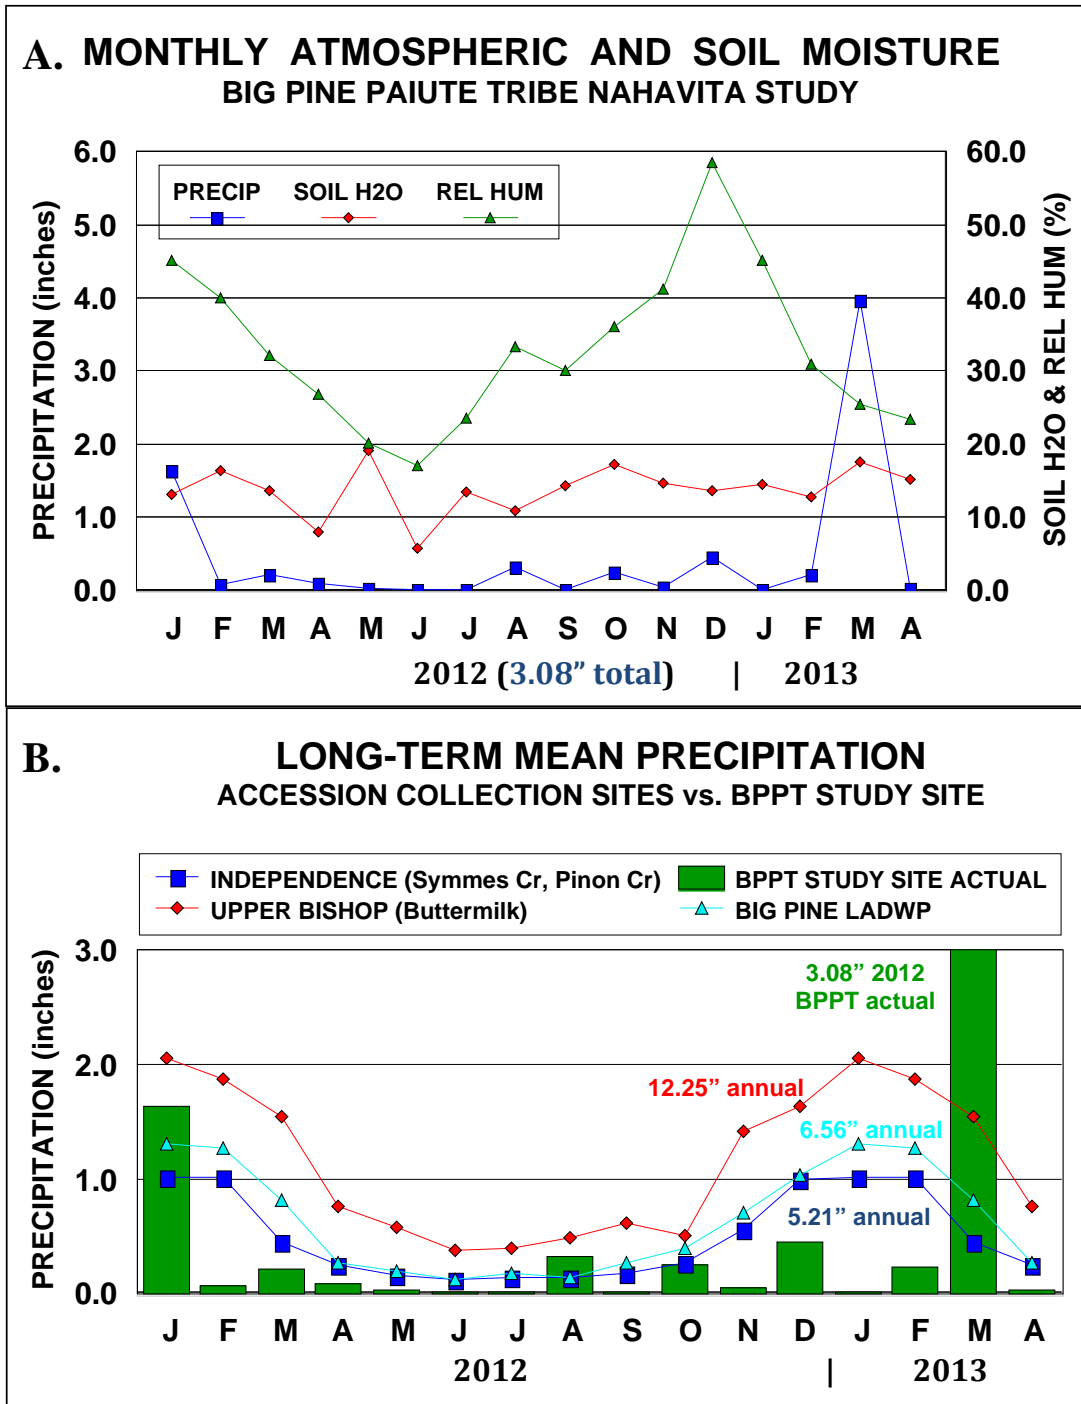 A. MONTHLY ATMOSPHERIC AND SOIL MOISTURE
BIG PINE PAIUTE TRIBE NAHAVITA STUDY
PRECIP SOIL H2O REL HUM
PRECIPITATION (inches)
6.0
5.0
4.0
3.0
2.0
1.0
0.0
60.0
50.0
40.0
30.0
20.0
10.0
0.0
SOIL H2O & REL HUM (%)
J F M A M J J A S O N D J F M A
2012 (3.08” total) | 2013
B. LONG-TERM MEAN PRECIPITATION
ACCESSION COLLECTION SITES vs. BPPT STUDY SITE
INDEPENDENCE (Symmes Cr, Pinon Cr) BPPT STUDY SITE ACTUAL
UPPER BISHOP (Buttermilk) BIG PINE LADWP
PRECIPITATION (inches)
3.0
2.0
1.0
0.0
3.08” 2012
BPPT actual
12.25” annual
6.56” annual
5.21” annual
J F M A M J J A S O N D J F M A
2012 | 2013